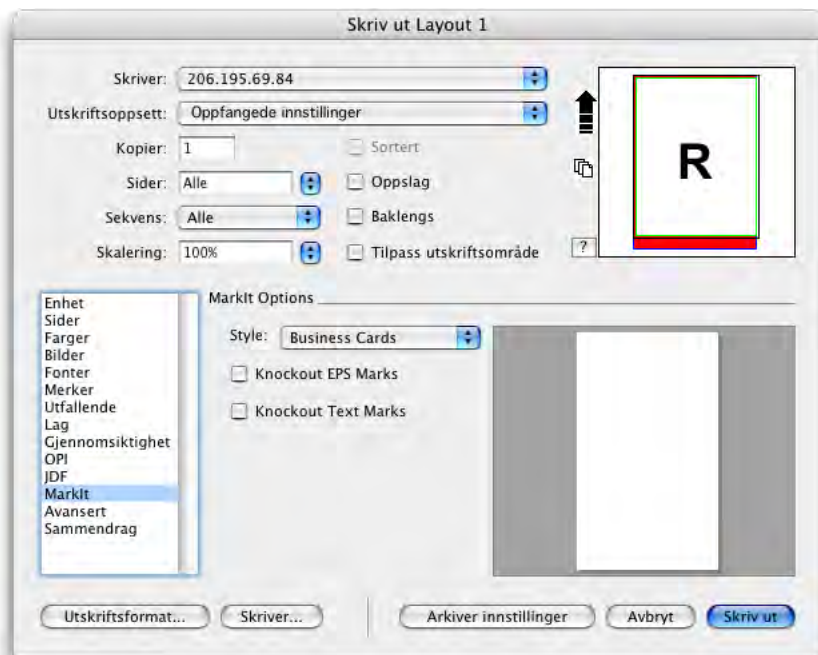 Skriv ut Layout 1
Skriver: 206.195.69.84
Utskriftsoppsett: Oppfangede innstillinger
Kopier: 1 Sortert
Sider: Alle Oppslag
Sekvens: Alle Baklengs
Skalering: 100% Tilpass utskriftsområde
?
R
Enhet
Sider
Farger
Bilder
Fonter
Merker
Utfallende
Lag
Gjennomsiktighet
OPI
JDF
MarkIt
Avansert
Sammendrag
MarkIt Options
Style: Business Cards
Knockout EPS Marks
Knockout Text Marks
Utskriftsformat... Skriver... Arkiver innstillinger Avbryt Skriv ut